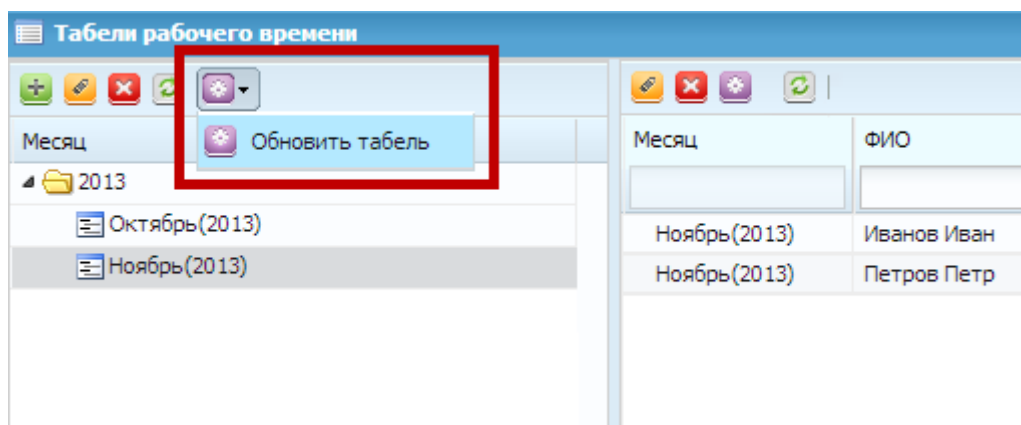 Табели рабочего времени
Обновить табель
Месяц
2013
Октябрь(2013)
Ноябрь(2013)
Месяц ФИО
Ноябрь(2013) Иванов Иван
Ноябрь(2013) Петров Петр